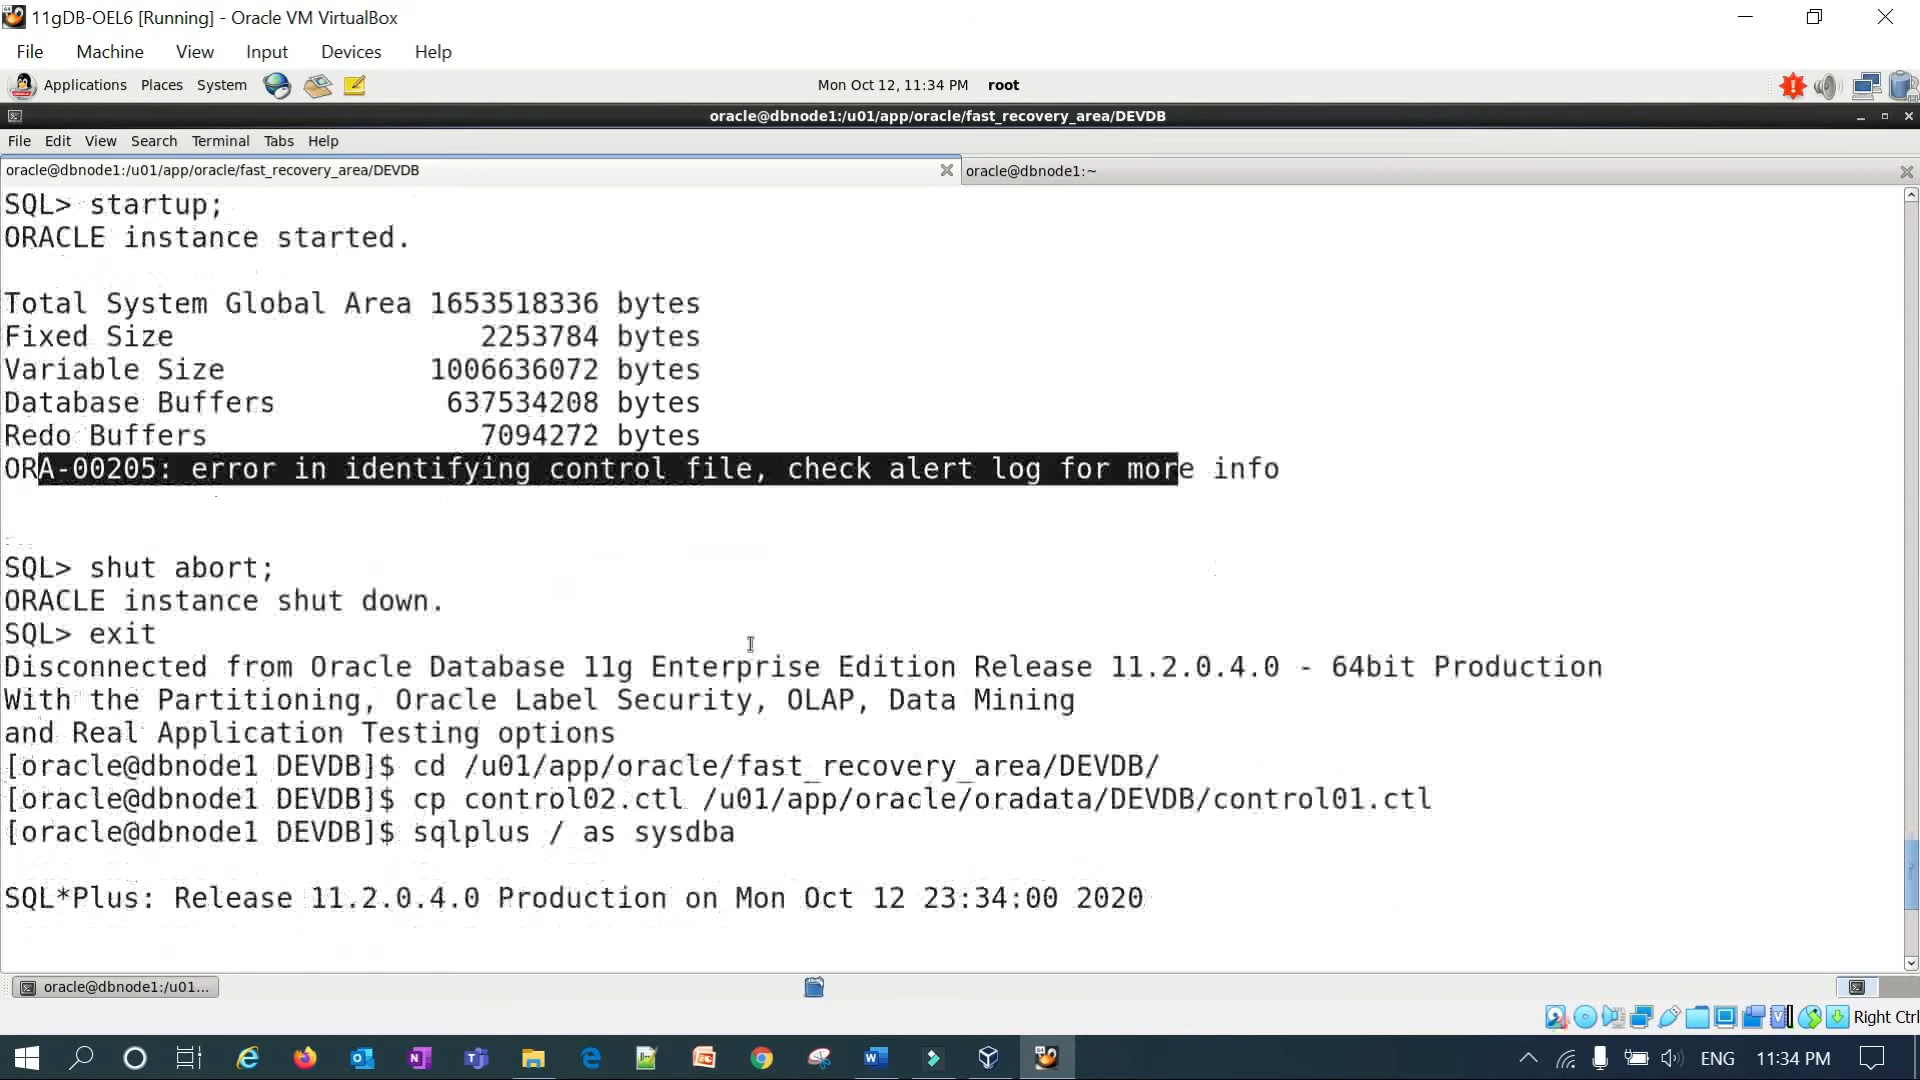 11gDB-OEL6 [Running] - Oracle VM VirtualBox
File Machine View Input Devices Help
Applications Places System Mon Oct 12, 11:34 PM root
oracle@dbnode1:/u01/app/oracle/fast_recovery_area/DEVDB
File Edit View Search Terminal Tabs Help
oracle@dbnode1:/u01/app/oracle/fast_recovery_area/DEVDB oracle@dbnode1:~
SQL> startup;
ORACLE instance started.
Total System Global Area 1653518336 bytes
Fixed Size 2253784 bytes
Variable Size 1006636072 bytes
Database Buffers 637534208 bytes
Redo Buffers 7094272 bytes
ORA-00205: error in identifying control file, check alert log for more info
SQL> shut abort;
ORACLE instance shut down.
SQL> exit
Disconnected from Oracle Database 11g Enterprise Edition Release 11.2.0.4.0 - 64bit Production
With the Partitioning, Oracle Label Security, OLAP, Data Mining
and Real Application Testing options
[oracle@dbnode1 DEVDB]$ cd /u01/app/oracle/fast_recovery_area/DEVDB/
[oracle@dbnode1 DEVDB]$ cp control02.ctl /u01/app/oracle/oradata/DEVDB/control01.ctl
[oracle@dbnode1 DEVDB]$ sqlplus / as sysdba
SQL*Plus: Release 11.2.0.4.0 Production on Mon Oct 12 23:34:00 2020
oracle@dbnode1:/u01...
Right Ctrl
ENG 11:34 PM